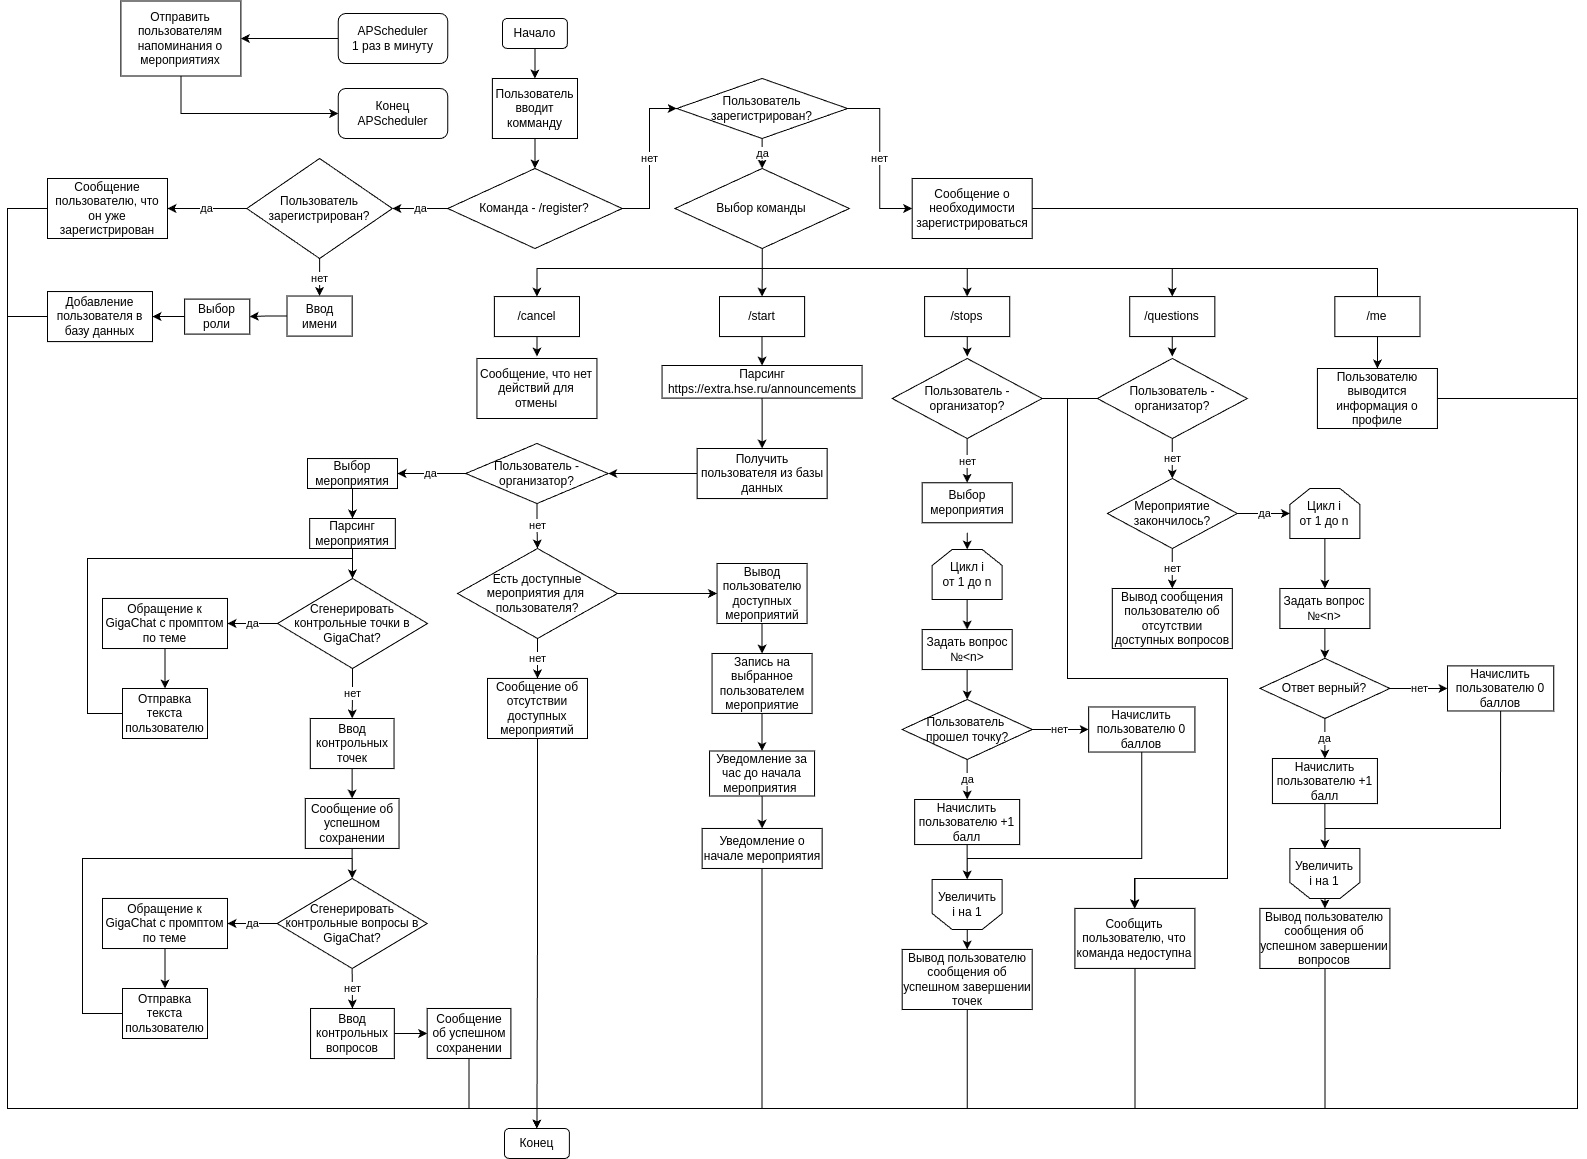 Отправить
пользователям
напоминания о
мероприятиях
APScheduler
1 раз в минуту
Конец
APScheduler
Начало
Пользователь
вводит
комманду
Пользователь
зарегистрирован?
нет
да
нет
Сообщение
пользователю, что
он уже
зарегистрирован
да
Пользователь
зарегистрирован?
да
Команда - /register?
Выбор команды
Сообщение о
необходимости
зарегистрироваться
нет
Добавление
пользователя в
базу данных
Выбор
роли
Ввод
имени
/cancel
/start
/stops
/questions
/me
Сообщение, что нет
действий для
отмены
Парсинг
https://extra.hse.ru/announcements
Пользователь -
организатор?
Пользователь -
организатор?
Пользователю
выводится
информация о
профиле
Выбор
мероприятия
да
Пользователь -
организатор?
Получить
пользователя из базы
данных
нет
нет
нет
Парсинг
мероприятия
Выбор
мероприятия
Мероприятие
закончилось?
да
Цикл i
от 1 до n
нет
Есть доступные
мероприятия для
пользователя?
Вывод
пользователю
доступных
мероприятий
Цикл i
от 1 до n
Вывод сообщения
пользователю об
отсутствии
доступных вопросов
Задать вопрос
№<n>
Обращение к
GigaChat с промптом
по теме
да
Сгенерировать
контрольные точки в
GigaChat?
нет
нет
Отправка
текста
пользователю
Сообщение об
отсутствии
доступных
мероприятий
Запись на
выбранное
пользователем
мероприятие
Задать вопрос
№<n>
Ответ верный?
нет
Начислить
пользователю 0
баллов
Ввод
контрольных
точек
Уведомление за
час до начала
мероприятия
Пользователь
прошел точку?
нет
Начислить
пользователю 0
баллов
да
да
Начислить
пользователю +1
балл
Сообщение об
успешном
сохранении
Уведомление о
начале мероприятия
Начислить
пользователю +1
балл
Увеличить
i на 1
Увеличить
i на 1
Обращение к
GigaChat с промптом
по теме
да
Сгенерировать
контрольные вопросы в
GigaChat?
нет
Сообщить
пользователю, что
команда недоступна
Вывод пользователю
сообщения об
успешном завершении
вопросов
Вывод пользователю
сообщения об
успешном завершении
точек
Отправка
текста
пользователю
Ввод
контрольных
вопросов
Сообщение
об успешном
сохранении
Конец